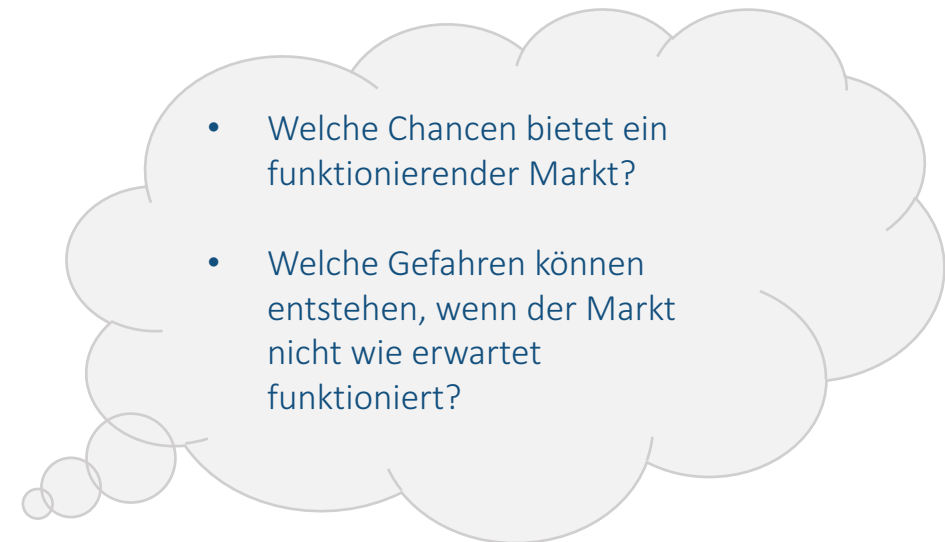 • Welche Chancen bietet ein
funktionierender Markt?
• Welche Gefahren können
entstehen, wenn der Markt
nicht wie erwartet
funktioniert?